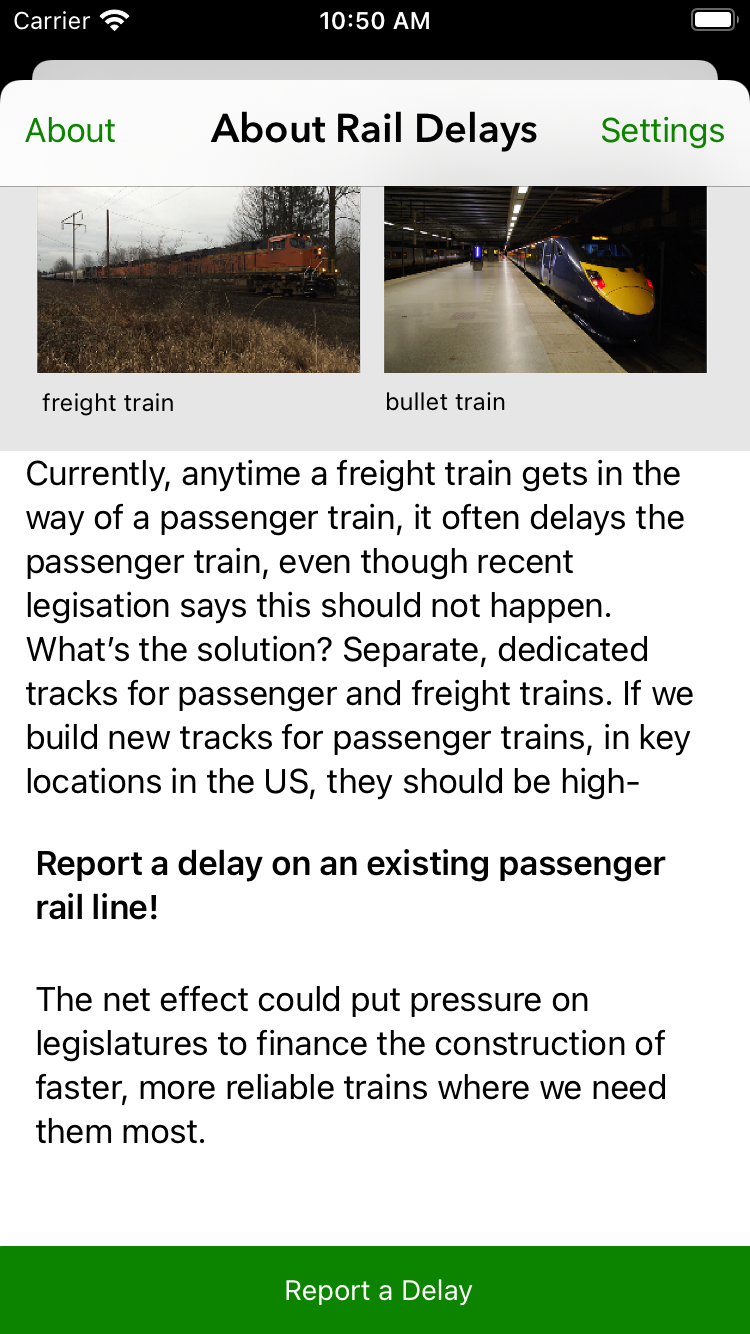 Carrier 10:50 AM
About About Rail Delays Settings
freight train bullet train
Currently, anytime a freight train gets in the
way of a passenger train, it often delays the
passenger train, even though recent
legisation says this should not happen.
What’s the solution? Separate, dedicated
tracks for passenger and freight trains. If we
build new tracks for passenger trains, in key
locations in the US, they should be high-
Report a delay on an existing passenger
rail line!
The net effect could put pressure on
legislatures to finance the construction of
faster, more reliable trains where we need
them most.
Report a Delay